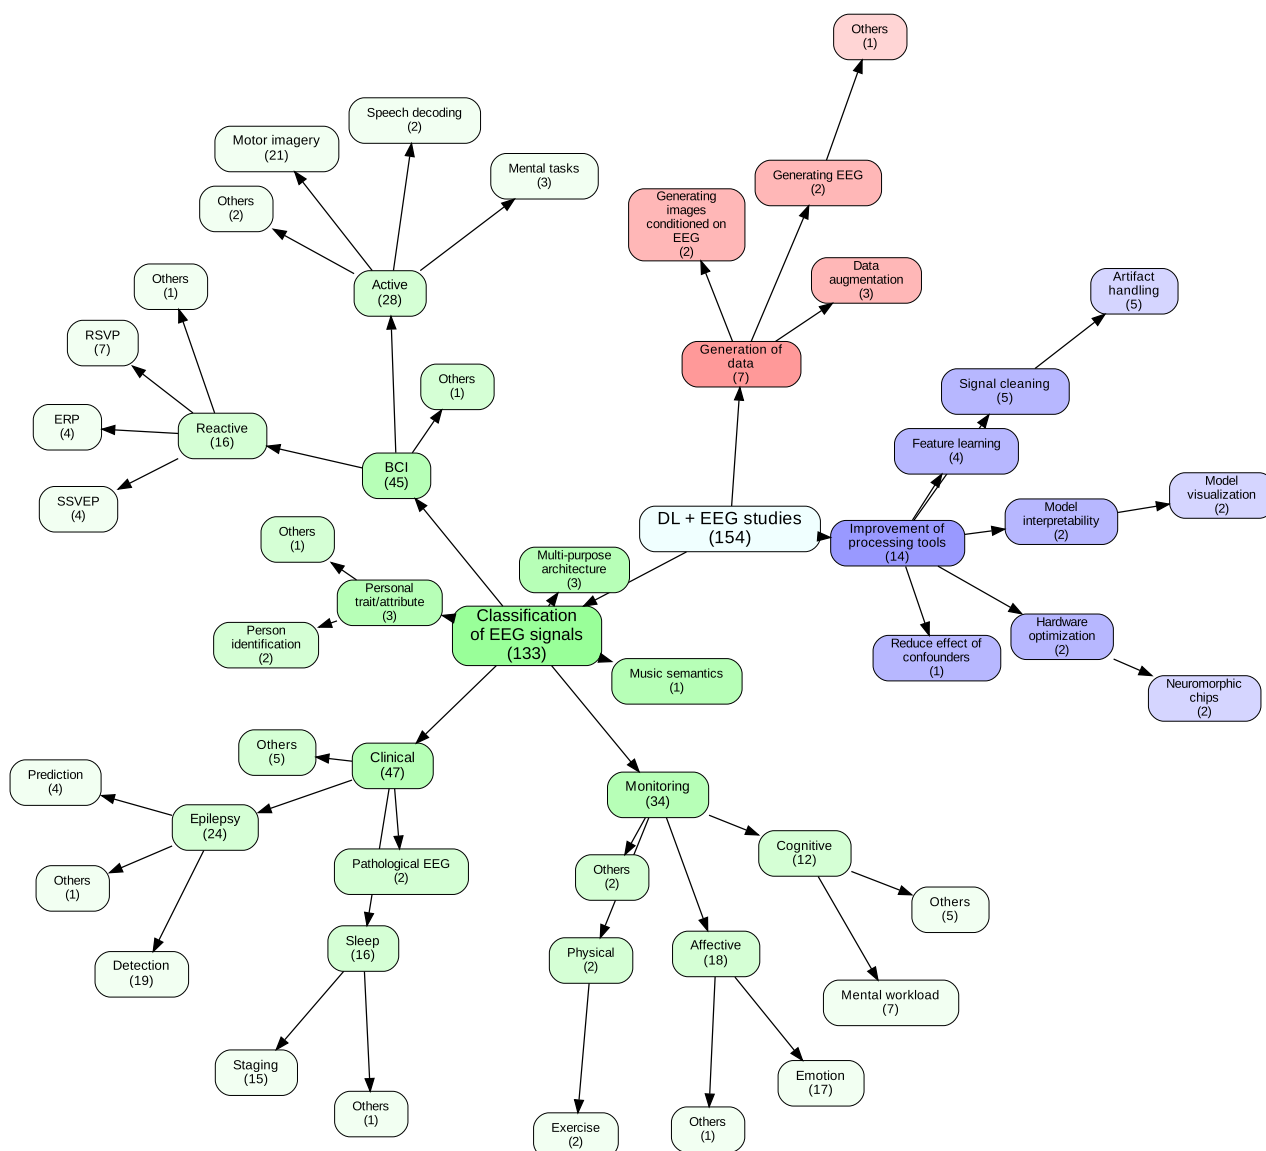 Others
(1)
Speech decoding
(2)
Motor imagery
(21)
Mental tasks
(3)
Others
(2)
Generating EEG
(2)
Generating
images
conditioned on
EEG
(2)
Data
augmentation
(3)
Others
(1)
Active
(28)
Artifact
handling
(5)
RSVP
(7)
Generation of
data
(7)
Others
(1)
Signal cleaning
(5)
ERP
(4)
Reactive
(16)
Feature learning
(4)
BCI
(45)
SSVEP
(4)
Model
visualization
(2)
DL + EEG studies
(154)
Model
interpretability
(2)
Improvement of
processing tools
(14)
Others
(1)
Multi-purpose
architecture
(3)
Personal
trait/attribute
(3)
Classification
of EEG signals
(133)
Person
identification
(2)
Hardware
optimization
(2)
Reduce effect of
confounders
(1)
Music semantics
(1)
Neuromorphic
chips
(2)
Others
(5)
Clinical
(47)
Prediction
(4)
Monitoring
(34)
Epilepsy
(24)
Cognitive
(12)
Pathological EEG
(2)
Others
(2)
Others
(1)
Others
(5)
Sleep
(16)
Physical
(2)
Affective
(18)
Detection
(19)
Mental workload
(7)
Staging
(15)
Emotion
(17)
Others
(1)
Exercise
(2)
Others
(1)